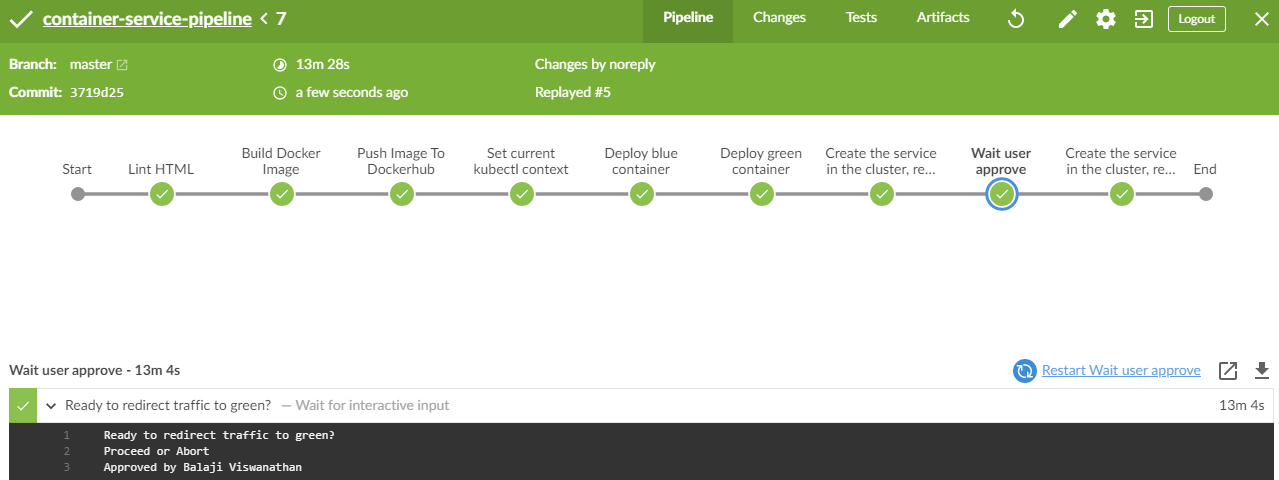 container-service-pipeline < 7
Pipeline Changes Tests Artifacts Logout
Branch: master 13m 28s Changes by noreply
Commit: 3719d25 a few seconds ago Replayed #5
Start
Lint HTML
Build Docker
Image
Push Image To
Dockerhub
Set current
kubectl context
Deploy blue
container
Deploy green
container
Create the service
in the cluster, re...
Wait user
approve
Create the service
in the cluster, re...
End
Wait user approve - 13m 4s
Restart Wait user approve
Ready to redirect traffic to green? — Wait for interactive input 13m 4s
1 Ready to redirect traffic to green?
2 Proceed or Abort
3 Approved by Balaji Viswanathan